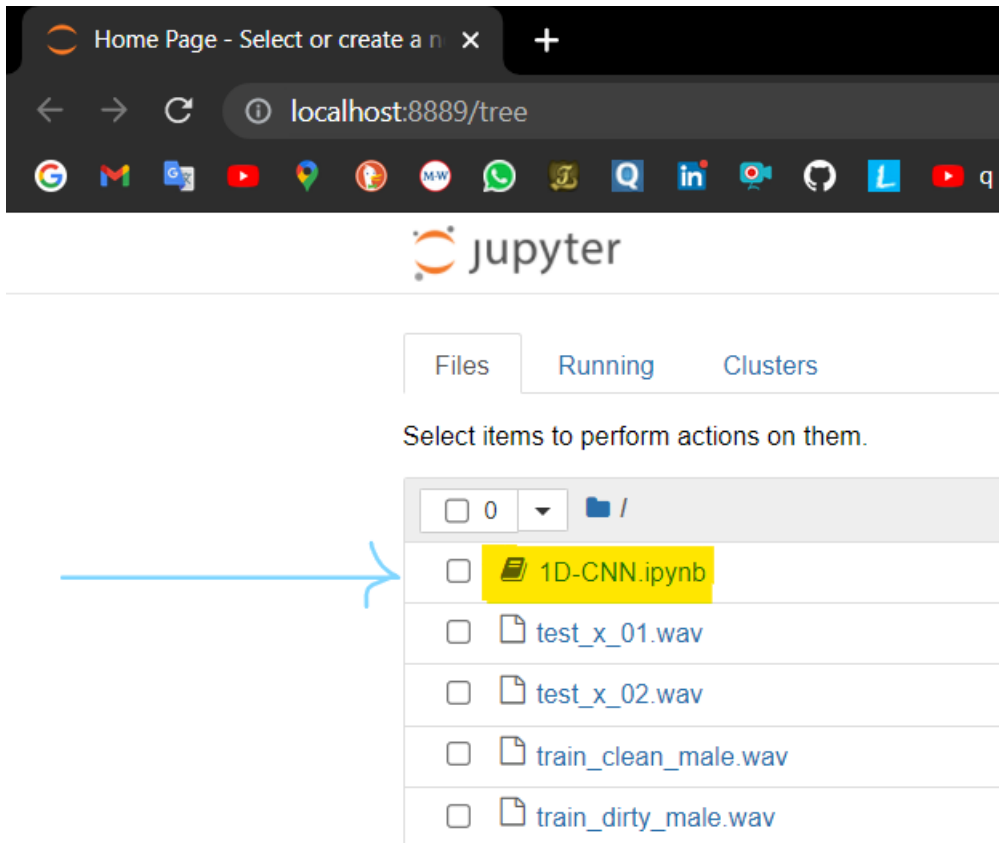 Home Page - Select or create a n
localhost:8889/tree
M-W in L q
jupyter
Files Running Clusters
Select items to perform actions on them.
0 /
1D-CNN.ipynb
test_x_01.wav
test_x_02.wav
train_clean_male.wav
train_dirty_male.wav